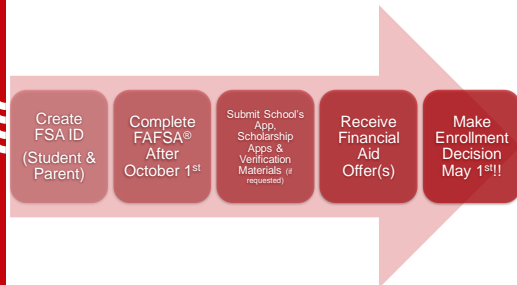 Create
FSA ID
(Student &
Parent)
Complete
FAFSA®
After
October 1st
Submit School's
App,
Scholarship
Apps &
Verification
Materials (if
requested)
Receive
Financial
Aid
Offer(s)
Make
Enrollment
Decision
May 1st!!